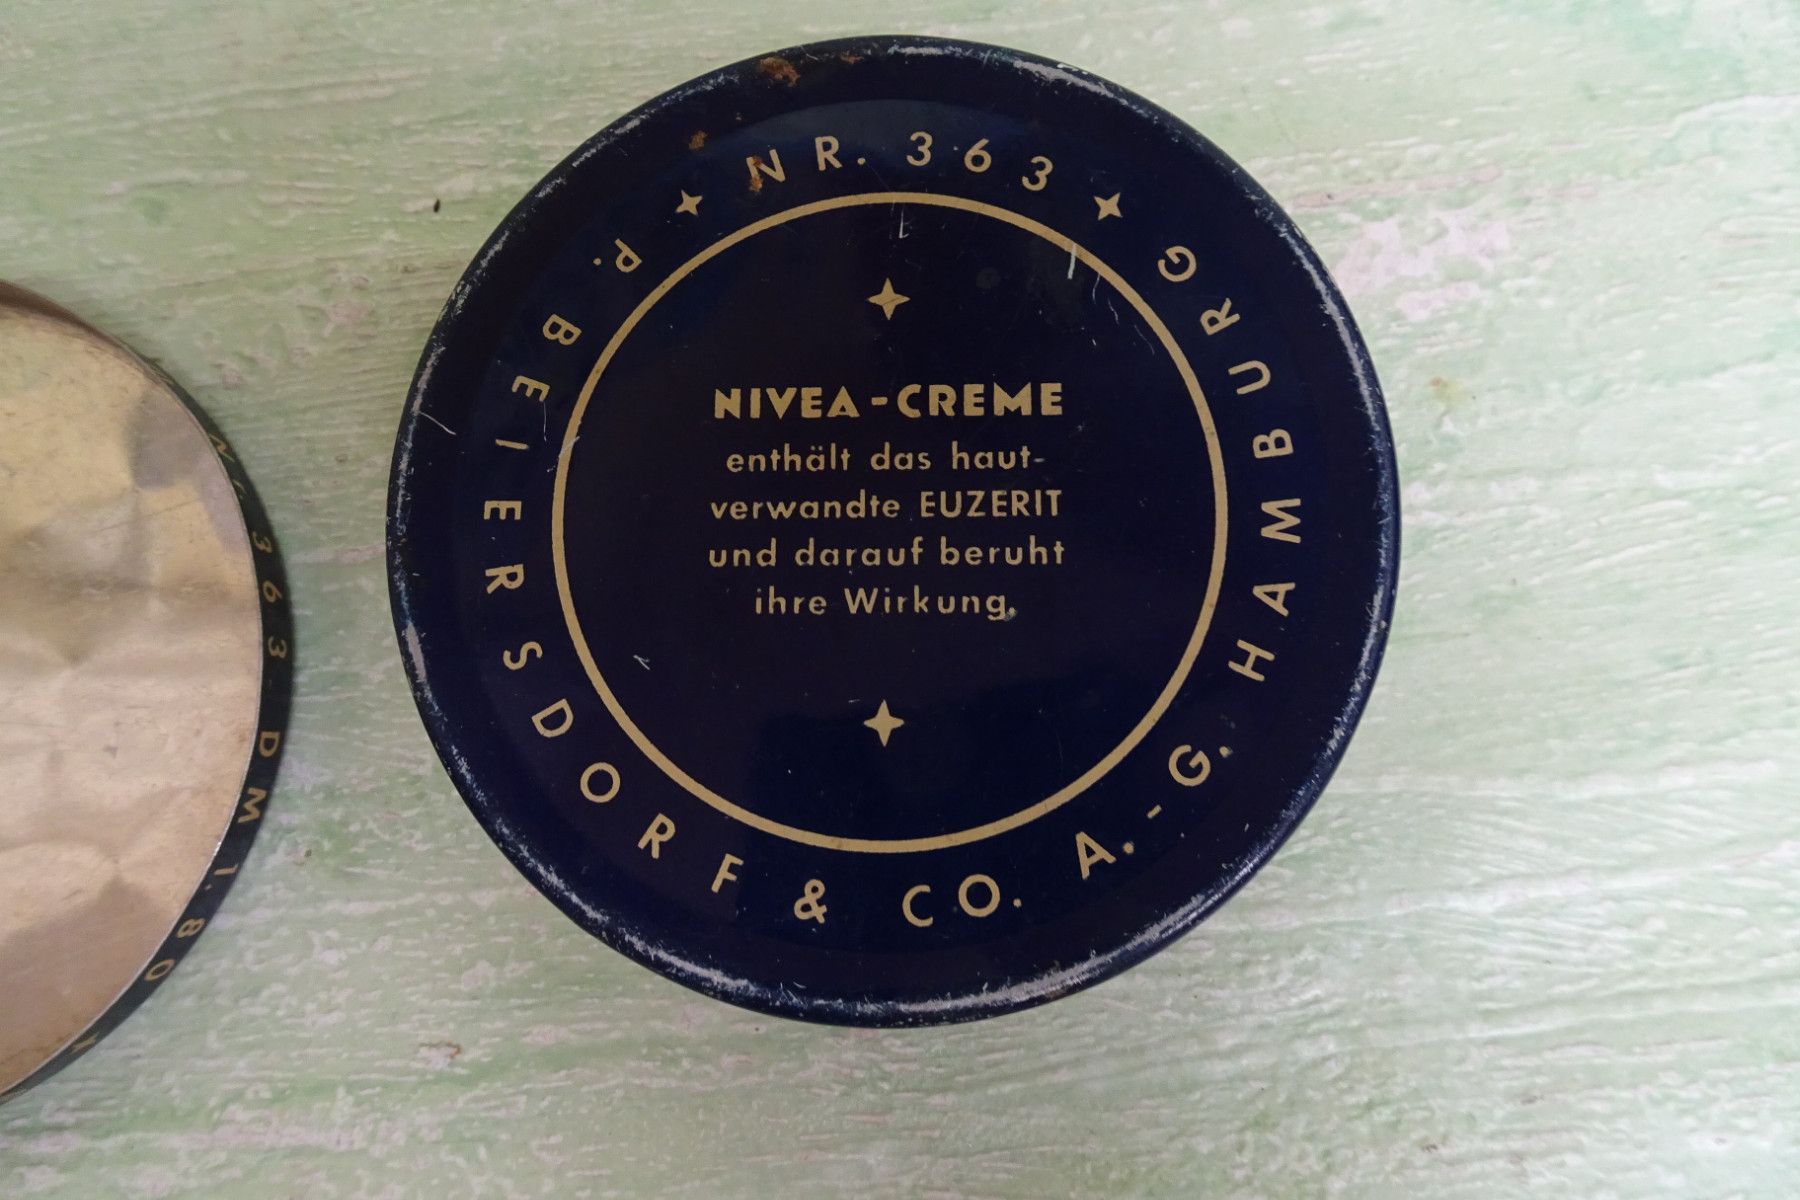 NR. 363
P. BEIERSDORF & CO. A.-G. HAMBURG
NIVEA-CREME
enthält das haut-
verwandte EUZERIT
und darauf beruht
ihre Wirkung.
363 DM 1.80